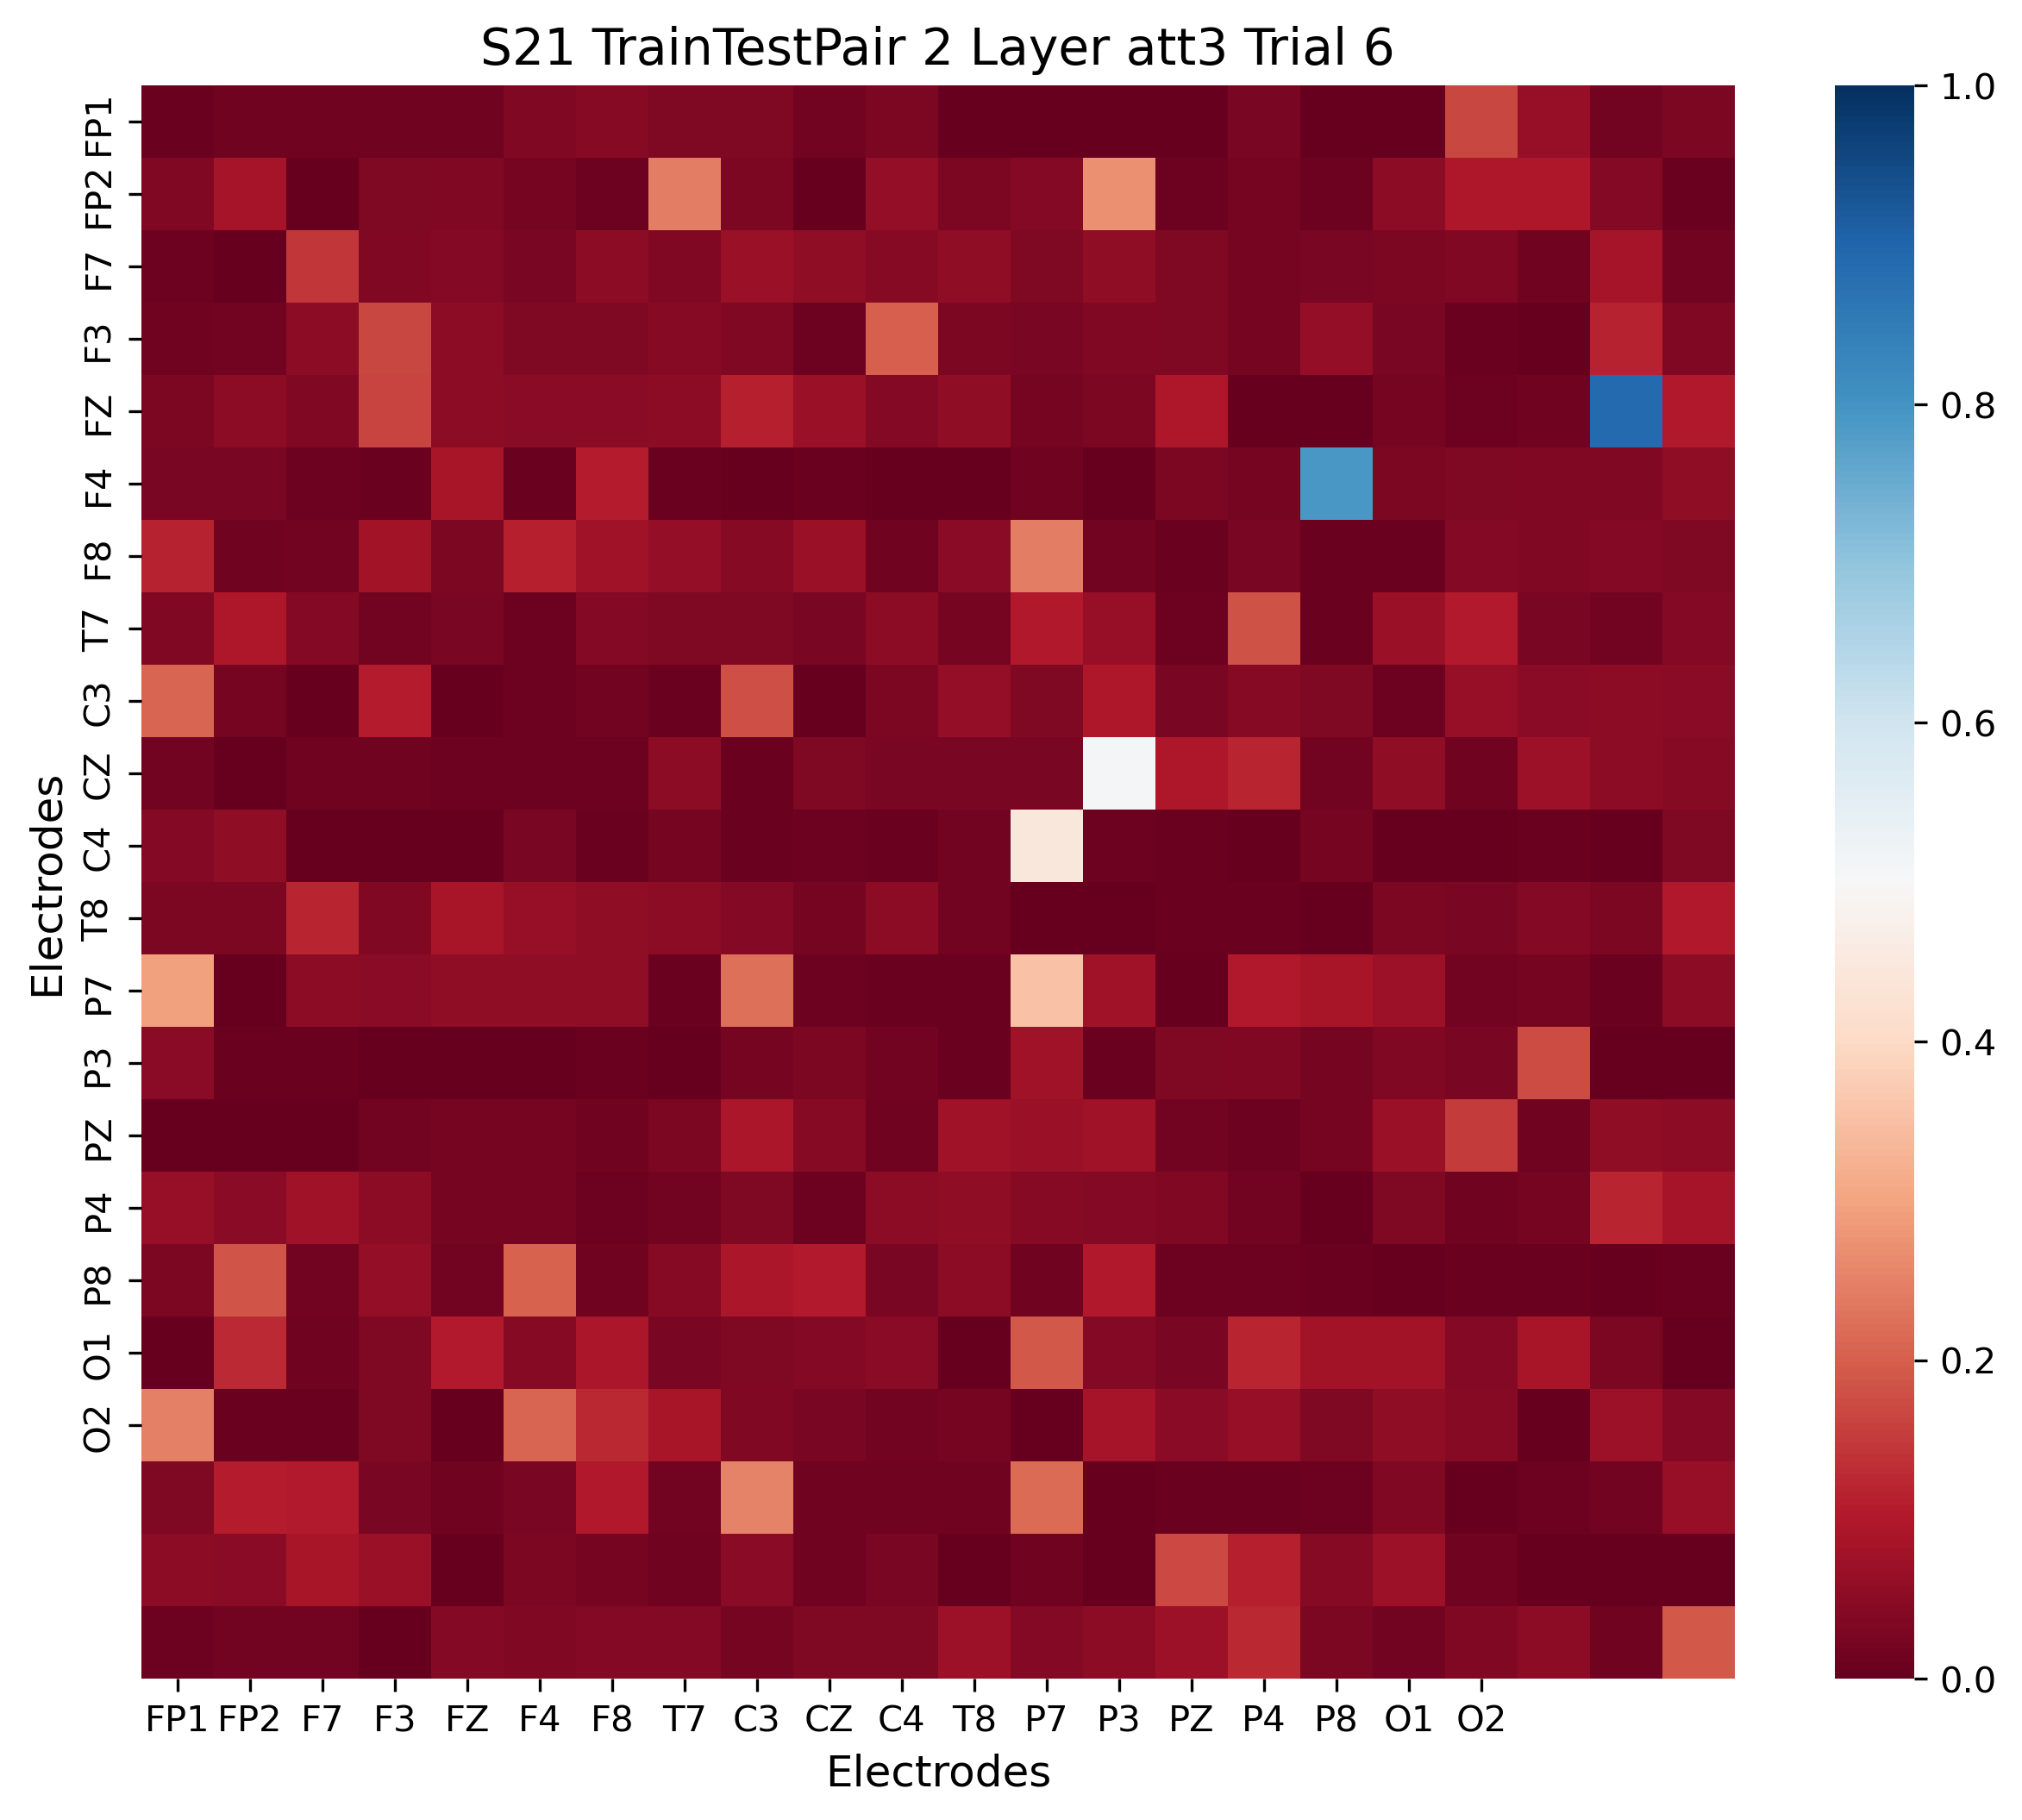 S21 TrainTestPair 2 Layer att3 Trial 6
Electrodes
FP1
FP2
F7
F3
FZ
F4
F8
T7
C3
CZ
C4
T8
P7
P3
PZ
P4
P8
O1
O2
FP1 FP2 F7 F3 FZ F4 F8 T7 C3 CZ C4 T8 P7 P3 PZ P4 P8 O1 O2
Electrodes
1.0
0.8
0.6
0.4
0.2
0.0